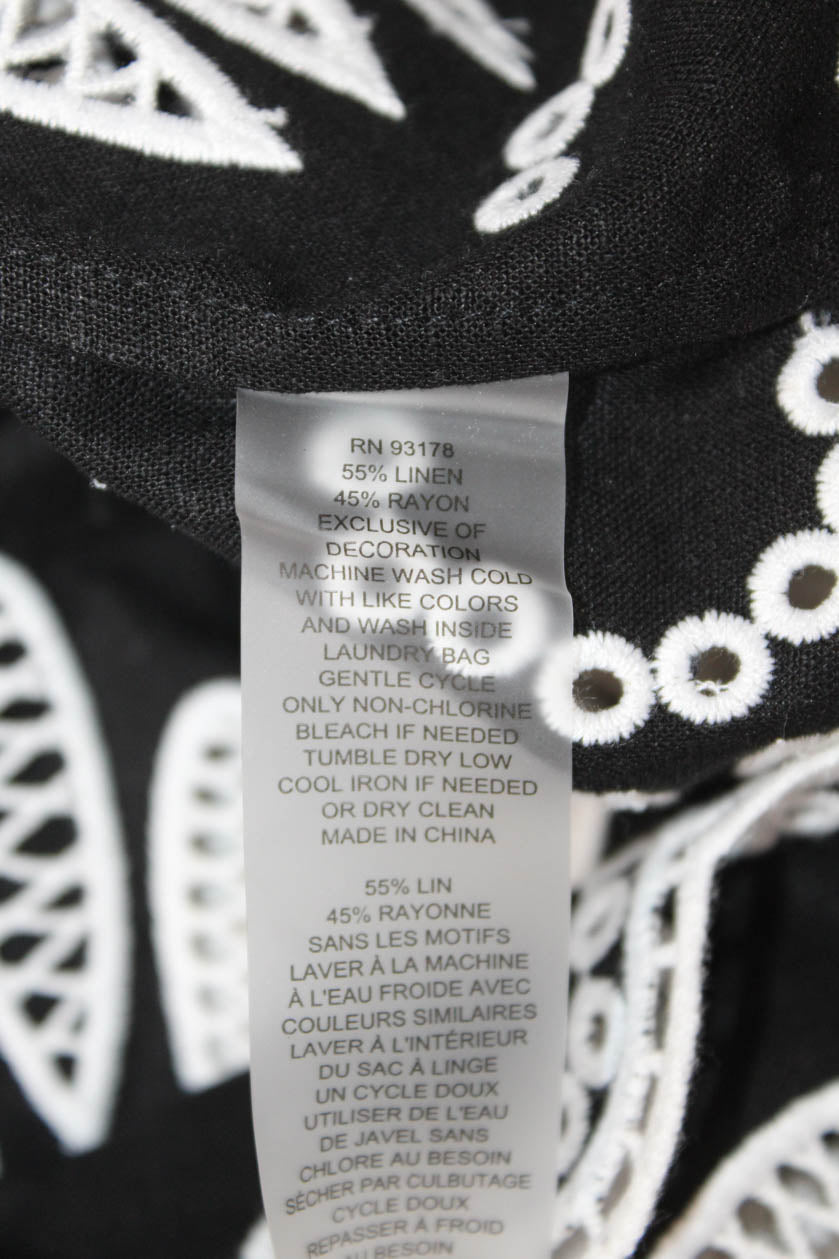 RN 93178
55% LINEN
45% RAYON
EXCLUSIVE OF
DECORATION
MACHINE WASH COLD
WITH LIKE COLORS
AND WASH INSIDE
LAUNDRY BAG
GENTLE CYCLE
ONLY NON-CHLORINE
BLEACH IF NEEDED
TUMBLE DRY LOW
COOL IRON IF NEEDED
OR DRY CLEAN
MADE IN CHINA
55% LIN
45% RAYONNE
SANS LES MOTIFS
LAVER À LA MACHINE
À L'EAU FROIDE AVEC
COULEURS SIMILAIRES
LAVER À L'INTÉRIEUR
DU SAC À LINGE
UN CYCLE DOUX
UTILISER DE L'EAU
DE JAVEL SANS
CHLORE AU BESOIN
SÉCHER PAR CULBUTAGE
CYCLE DOUX
REPASSER À FROID
AU BESOIN